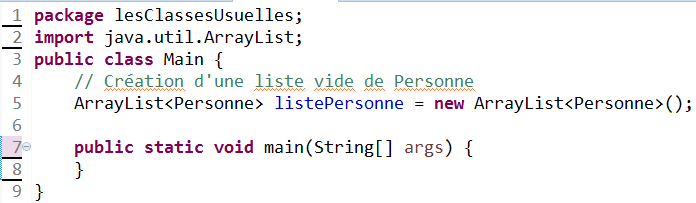 1 package lesClassesUsuelles;
2 import java.util.ArrayList;
3 public class Main {
4 // Création d'une liste vide de Personne
5 ArrayList<Personne> listePersonne = new ArrayList<Personne>();
6
7 public static void main(String[] args) {
8 }
9 }